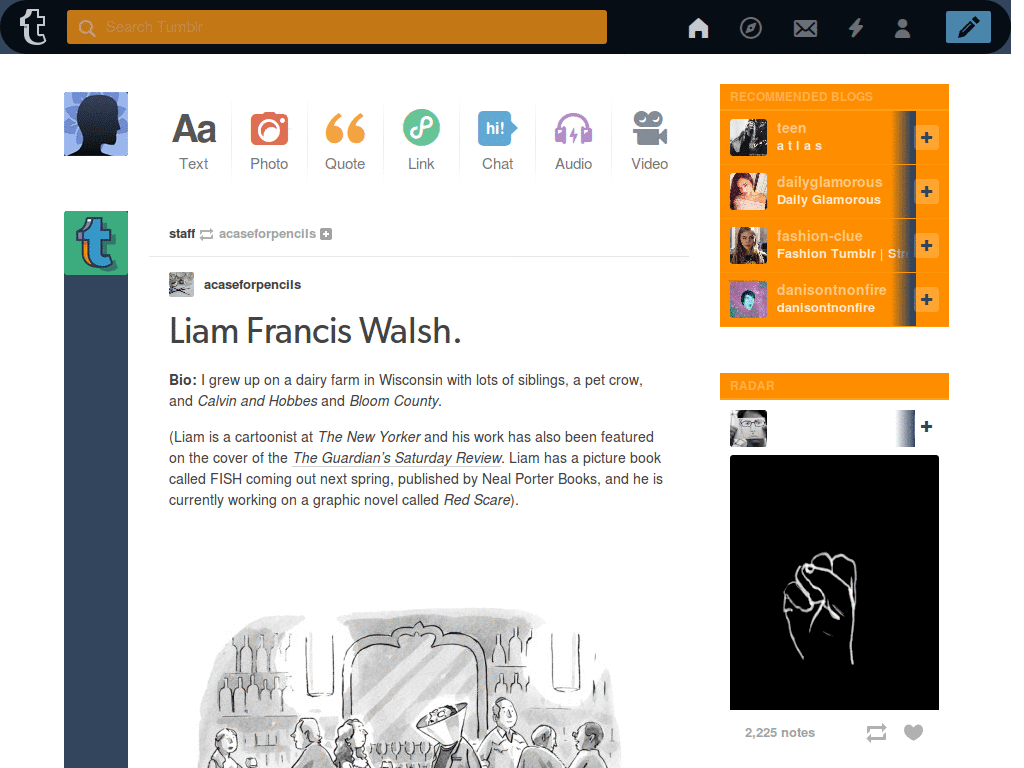 Search Tumblr
Aa
Text
Photo
Quote
Link
hi!
Chat
Audio
Video
staff acaseforpencils
acaseforpencils
Liam Francis Walsh.
Bio: I grew up on a dairy farm in Wisconsin with lots of siblings, a pet crow,
and Calvin and Hobbes and Bloom County.
(Liam is a cartoonist at The New Yorker and his work has also been featured
on the cover of the The Guardian's Saturday Review. Liam has a picture book
called FISH coming out next spring, published by Neal Porter Books, and he is
currently working on a graphic novel called Red Scare).
RECOMMENDED BLOGS
teen
a t l a s
dailyglamorous
Daily Glamorous
fashion-clue
Fashion Tumblr | Str
danisontnonfire
danisontnonfire
RADAR
2,225 notes